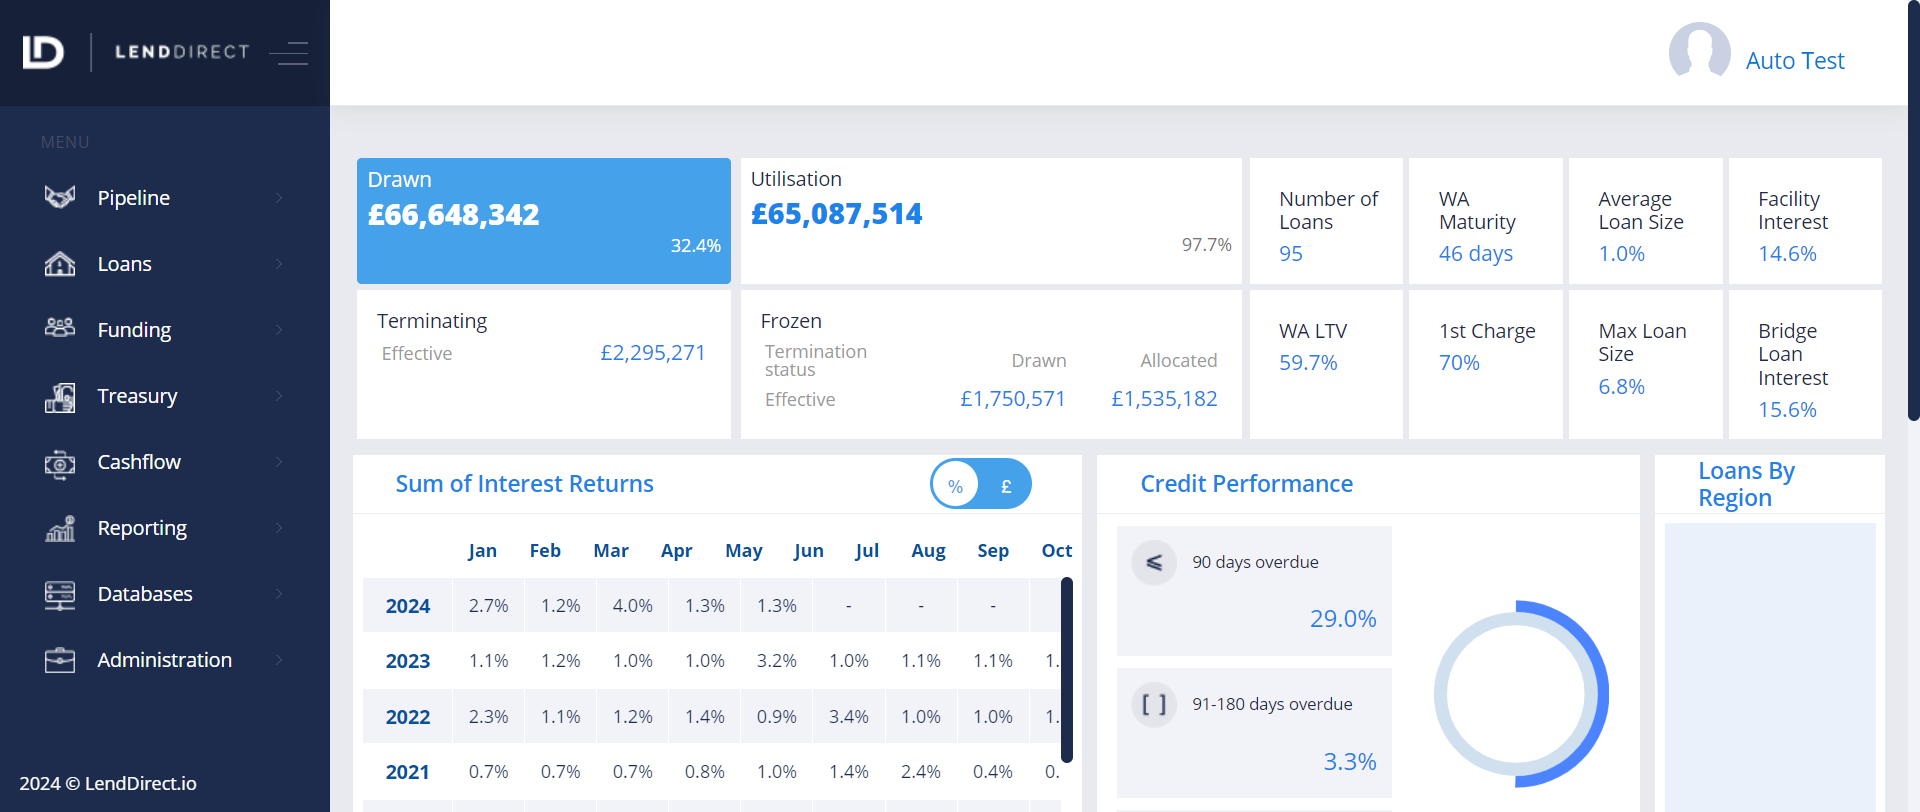 LD
LENDDIRECT
Auto Test
MENU
Pipeline
Loans
Funding
Treasury
Cashflow
Reporting
Databases
Administration
2024 © LendDirect.io
Drawn
£66,648,342
32.4%
Utilisation
£65,087,514
97.7%
Number of
Loans
95
WA
Maturity
46 days
Average
Loan Size
1.0%
Facility
Interest
14.6%
Terminating
Effective £2,295,271
Frozen
Termination
status Drawn Allocated
Effective £1,750,571 £1,535,182
WA LTV
59.7%
1st Charge
70%
Max Loan
Size
6.8%
Bridge
Loan
Interest
15.6%
Sum of Interest Returns
% £
Jan Feb Mar Apr May Jun Jul Aug Sep Oct
2024 2.7% 1.2% 4.0% 1.3% 1.3% - - -
2023 1.1% 1.2% 1.0% 1.0% 3.2% 1.0% 1.1% 1.1% 1.
2022 2.3% 1.1% 1.2% 1.4% 0.9% 3.4% 1.0% 1.0% 1.
2021 0.7% 0.7% 0.7% 0.8% 1.0% 1.4% 2.4% 0.4% 0.
Credit Performance
⩽ 90 days overdue
29.0%
[ ] 91-180 days overdue
3.3%
Loans By
Region